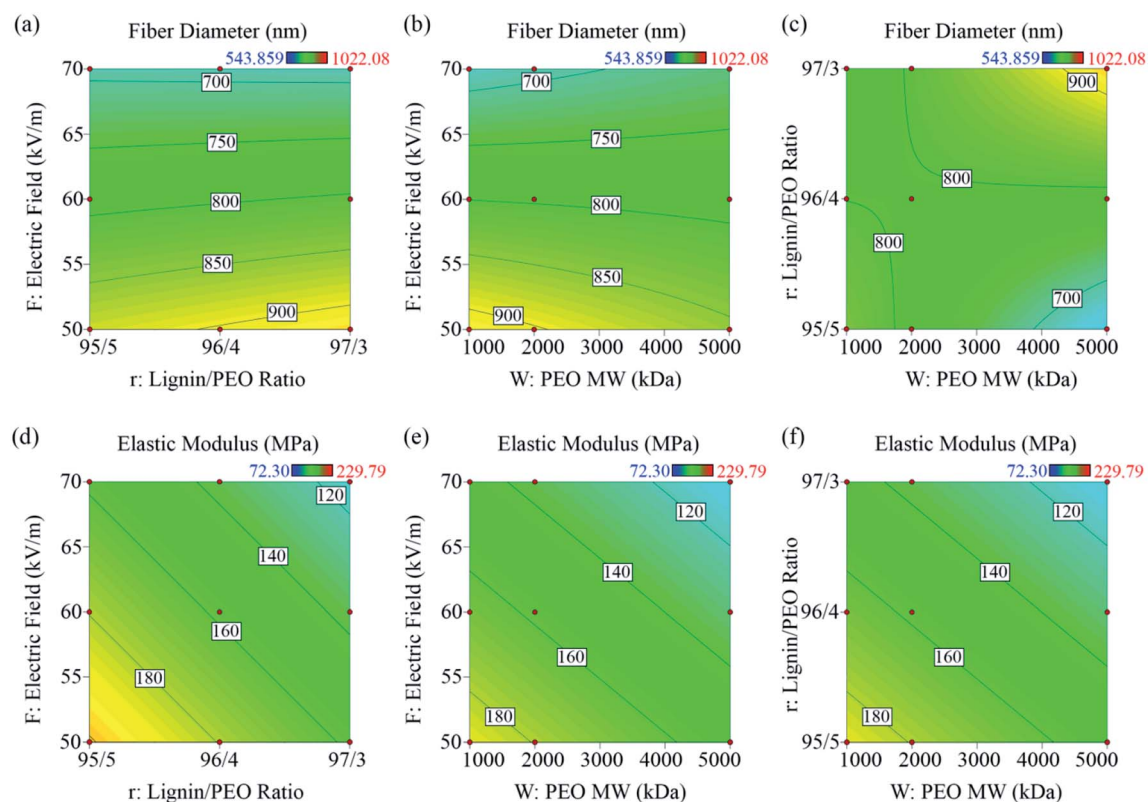 (a)
Fiber Diameter (nm)
543.859 1022.08
F: Electric Field (kV/m)
70
65
60
55
50
700
750
800
850
900
95/5 96/4 97/3
r: Lignin/PEO Ratio
(b)
Fiber Diameter (nm)
543.859 1022.08
F: Electric Field (kV/m)
70
65
60
55
50
700
750
800
850
900
1000 2000 3000 4000 5000
W: PEO MW (kDa)
(c)
Fiber Diameter (nm)
543.859 1022.08
r: Lignin/PEO Ratio
97/3
96/4
95/5
900
800
800
700
1000 2000 3000 4000 5000
W: PEO MW (kDa)
(d)
Elastic Modulus (MPa)
72.30 229.79
F: Electric Field (kV/m)
70
65
60
55
50
120
140
160
180
95/5 96/4 97/3
r: Lignin/PEO Ratio
(e)
Elastic Modulus (MPa)
72.30 229.79
F: Electric Field (kV/m)
70
65
60
55
50
120
140
160
180
1000 2000 3000 4000 5000
W: PEO MW (kDa)
(f)
Elastic Modulus (MPa)
72.30 229.79
r: Lignin/PEO Ratio
97/3
96/4
95/5
120
140
160
180
1000 2000 3000 4000 5000
W: PEO MW (kDa)